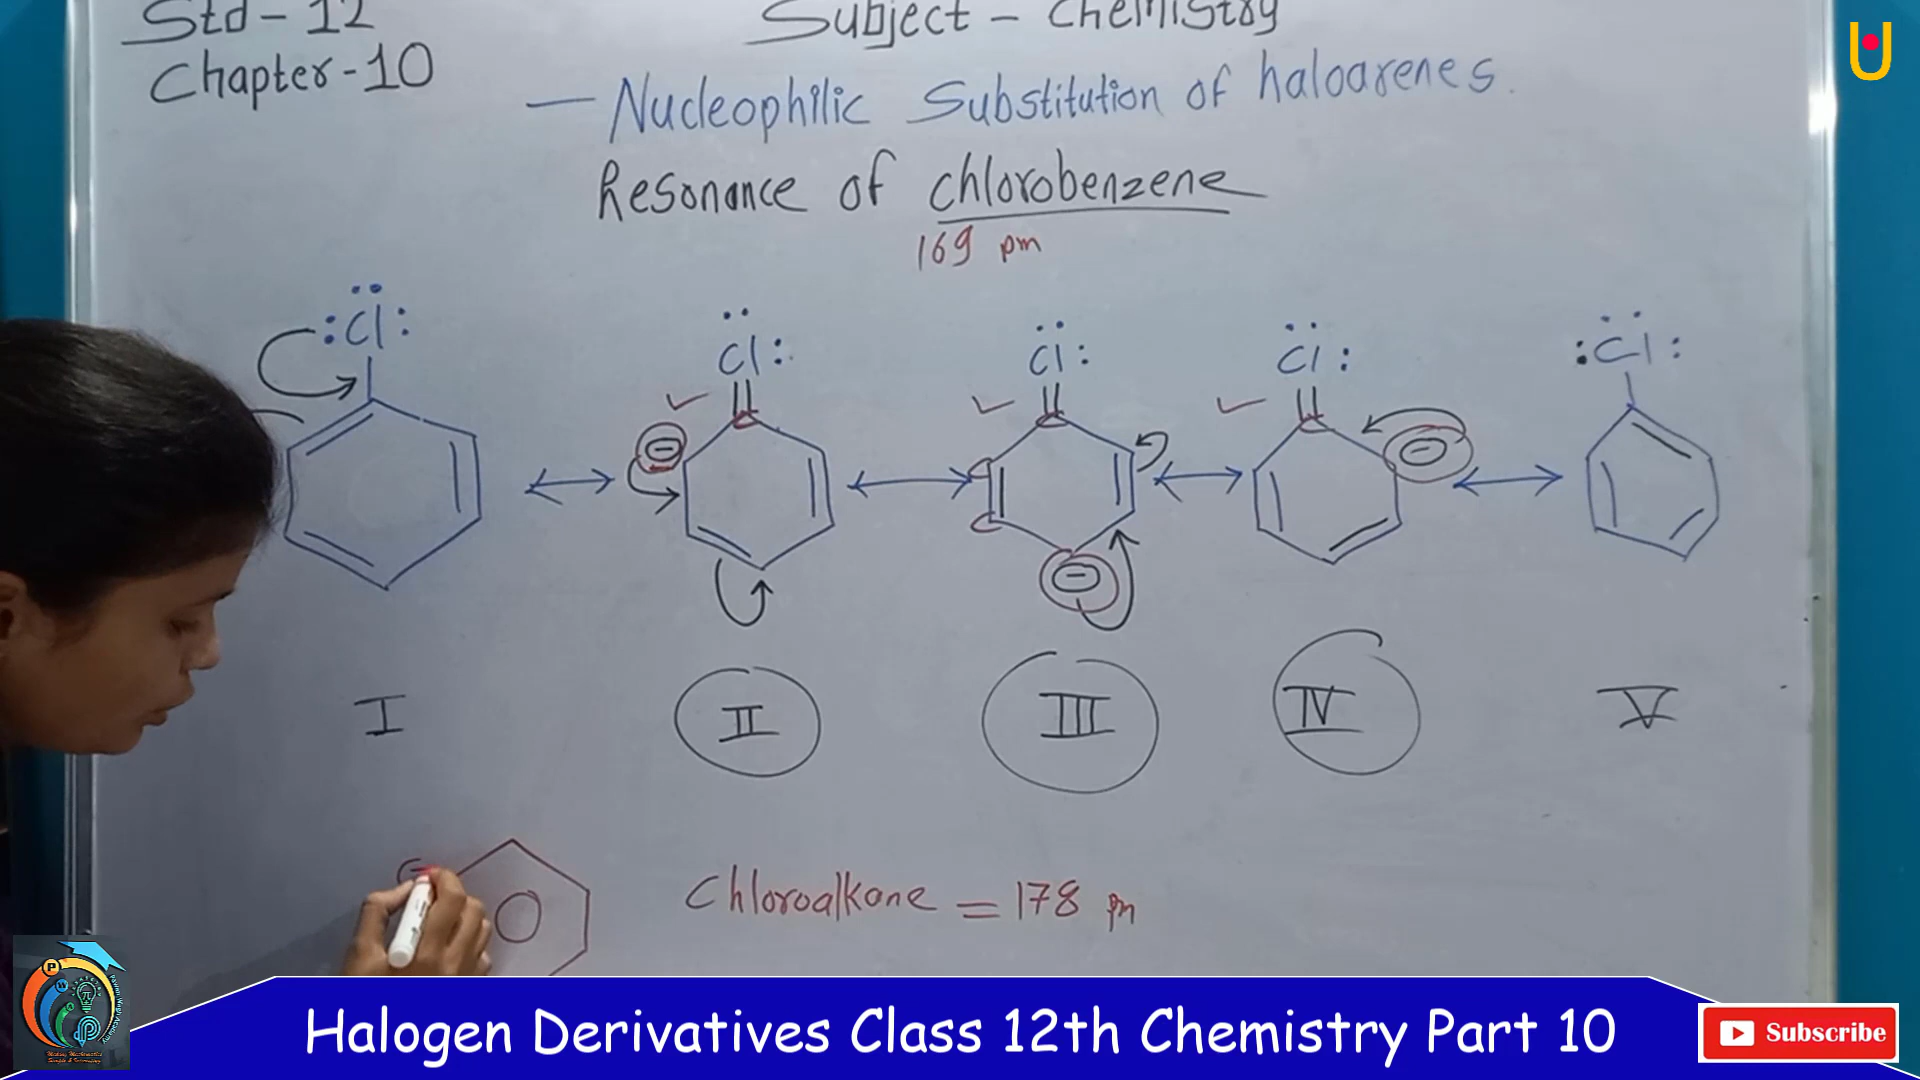 Std - 12
Subject - Chemistry
Chapter - 10
— Nucleophilic Substitution of haloarenes.
Resonance of chlorobenzene
169 pm
:Cl:
Cl:
Cl:
Cl:
:Cl:
I
II
III
IV
V
Chloroalkane = 178 pm
Halogen Derivatives Class 12th Chemistry Part 10
Subscribe